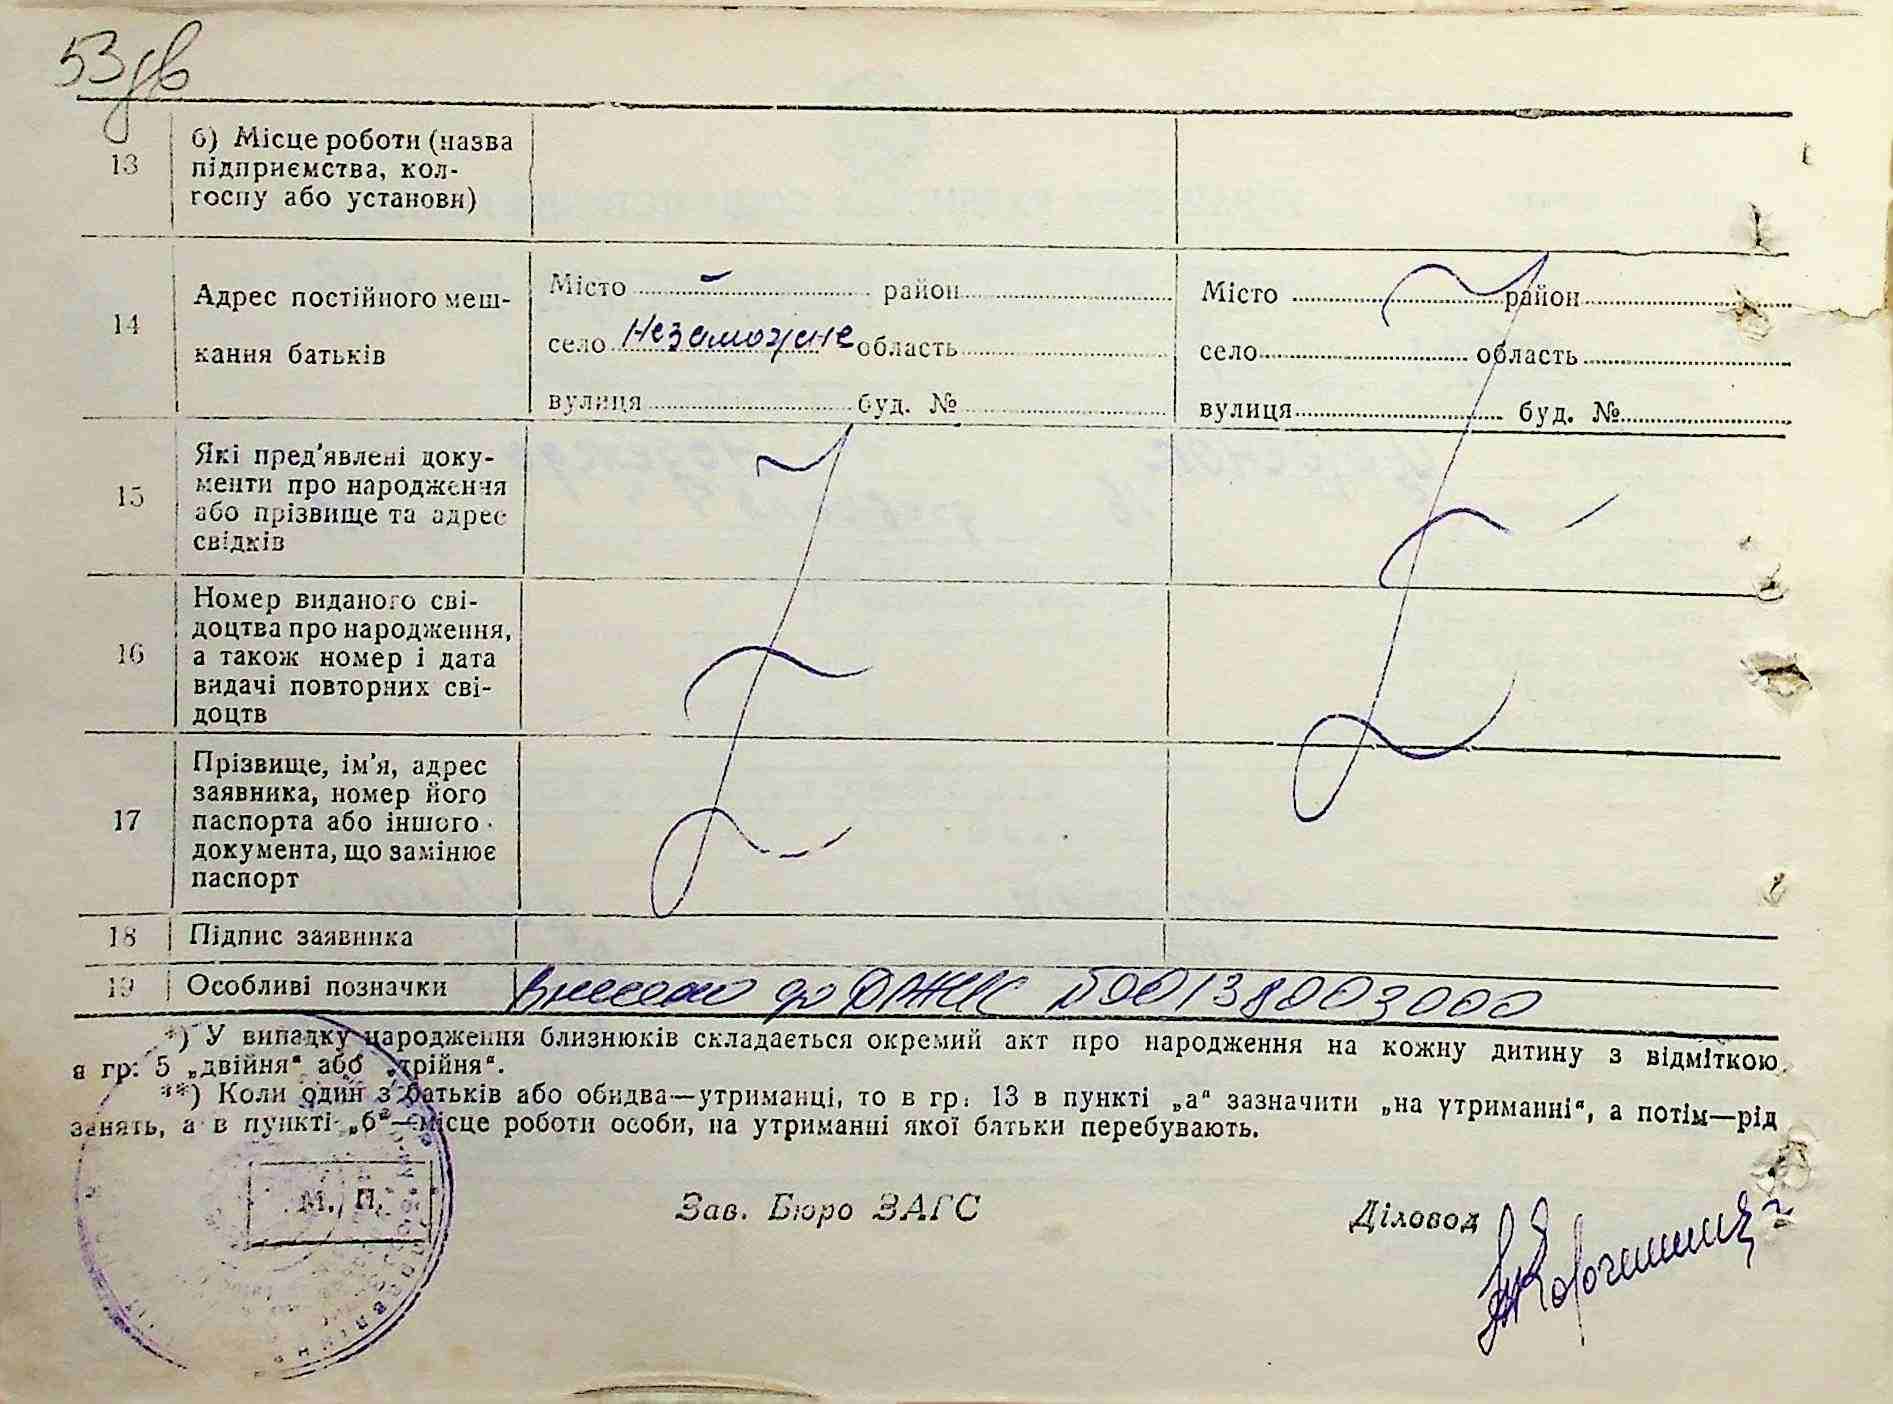 53дв
13
б) Місце роботи (назва
підприємства, кол-
госпу або установи)
14
Адрес постійного меш-
кання батьків
Місто - район
село Незаможне область
вулиця буд. №
Місто район
село область
вулиця буд. №
15
Які пред'явлені доку-
менти про народження
або прізвище та адрес
свідків
16
Номер виданого сві-
доцтва про народження,
а також номер і дата
видачі повторних сві-
доцтв
17
Прізвище, ім'я, адрес
заявника, номер його
паспорта або іншого
документа, що замінює
паспорт
18 Підпис заявника
19 Особливі позначки Внесено до 00138003000
*) У випадку народження близнюків складається окремий акт про народження на кожну дитину з відміткою
в гр. 5 „двійня“ або „трійня“.
**) Коли один з батьків або обидва—утриманці, то в гр. 13 в пункті „а“ зазначити „на утриманні“, а потім—рід
занять, а в пункті „б“—місце роботи особи, на утриманні якої батьки перебувають.
М. П.
Зав. Бюро ЗАГС
Діловод